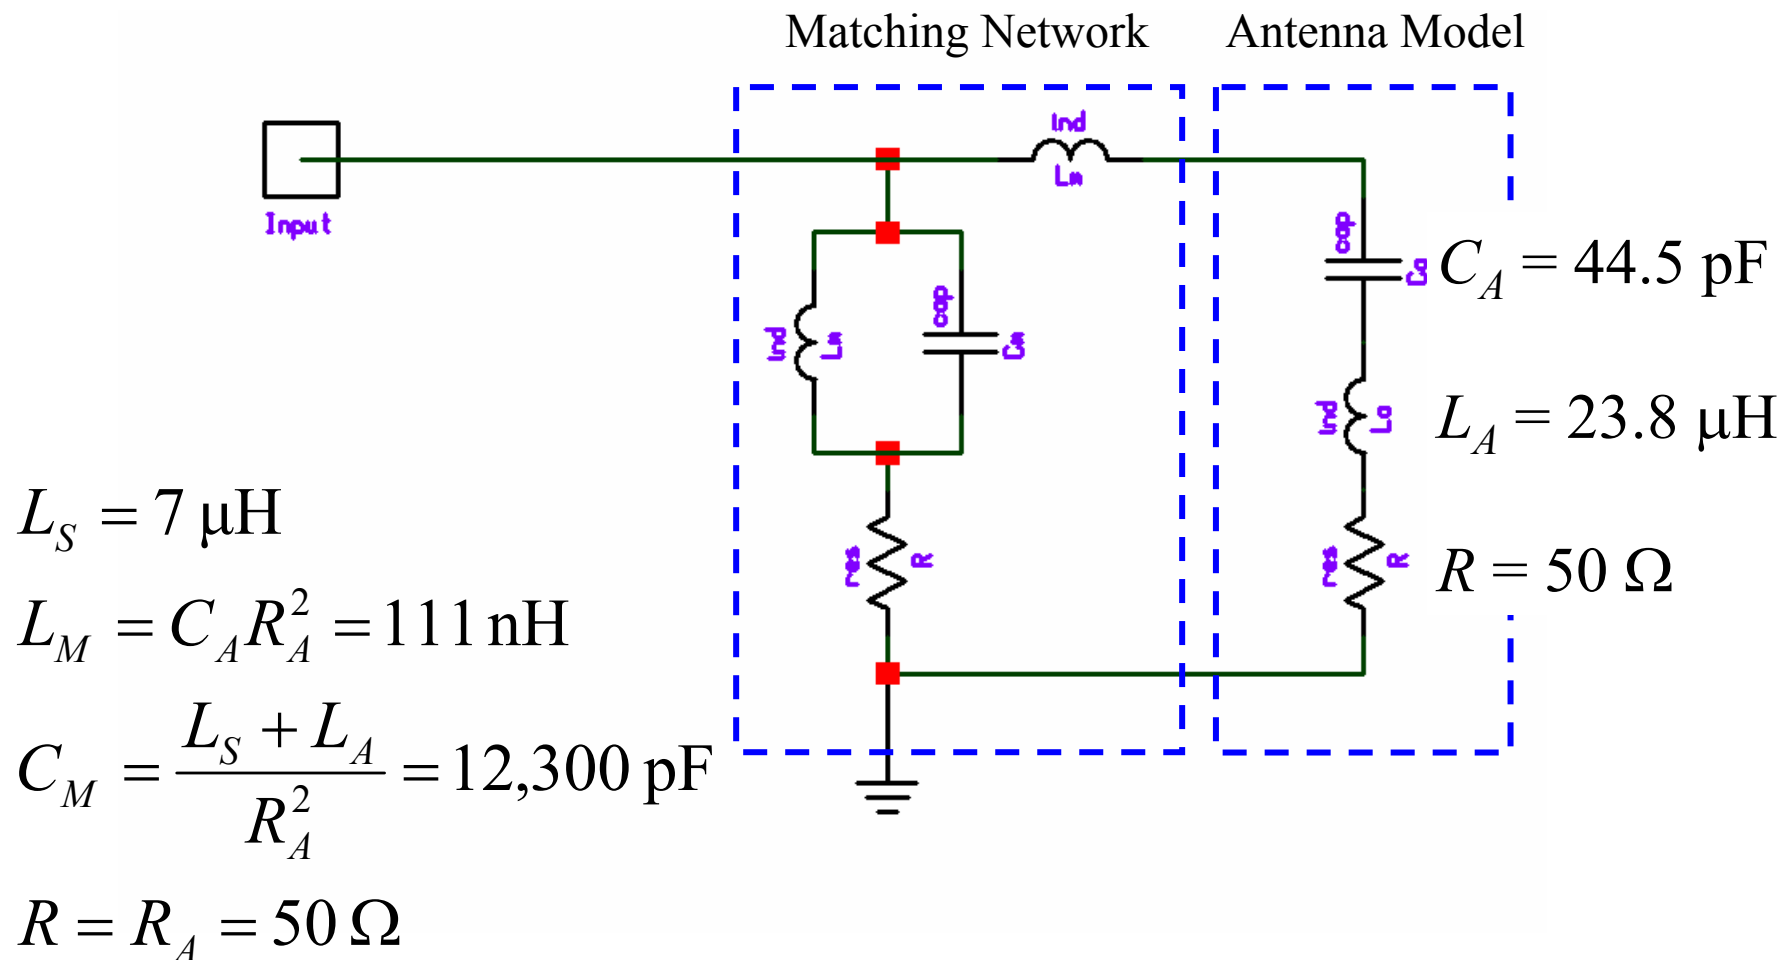 Matching Network
Antenna Model
Input
Ind
Lm
cap
Ca
C_A = 44.5 pF
Ind
Lm
cap
Cm
Ind
La
L_A = 23.8 μH
res
R
res
R
R = 50 Ω
L_S = 7 μH
L_M = C_A R_A^2 = 111 nH
C_M = (L_S + L_A) / R_A^2 = 12,300 pF
R = R_A = 50 Ω